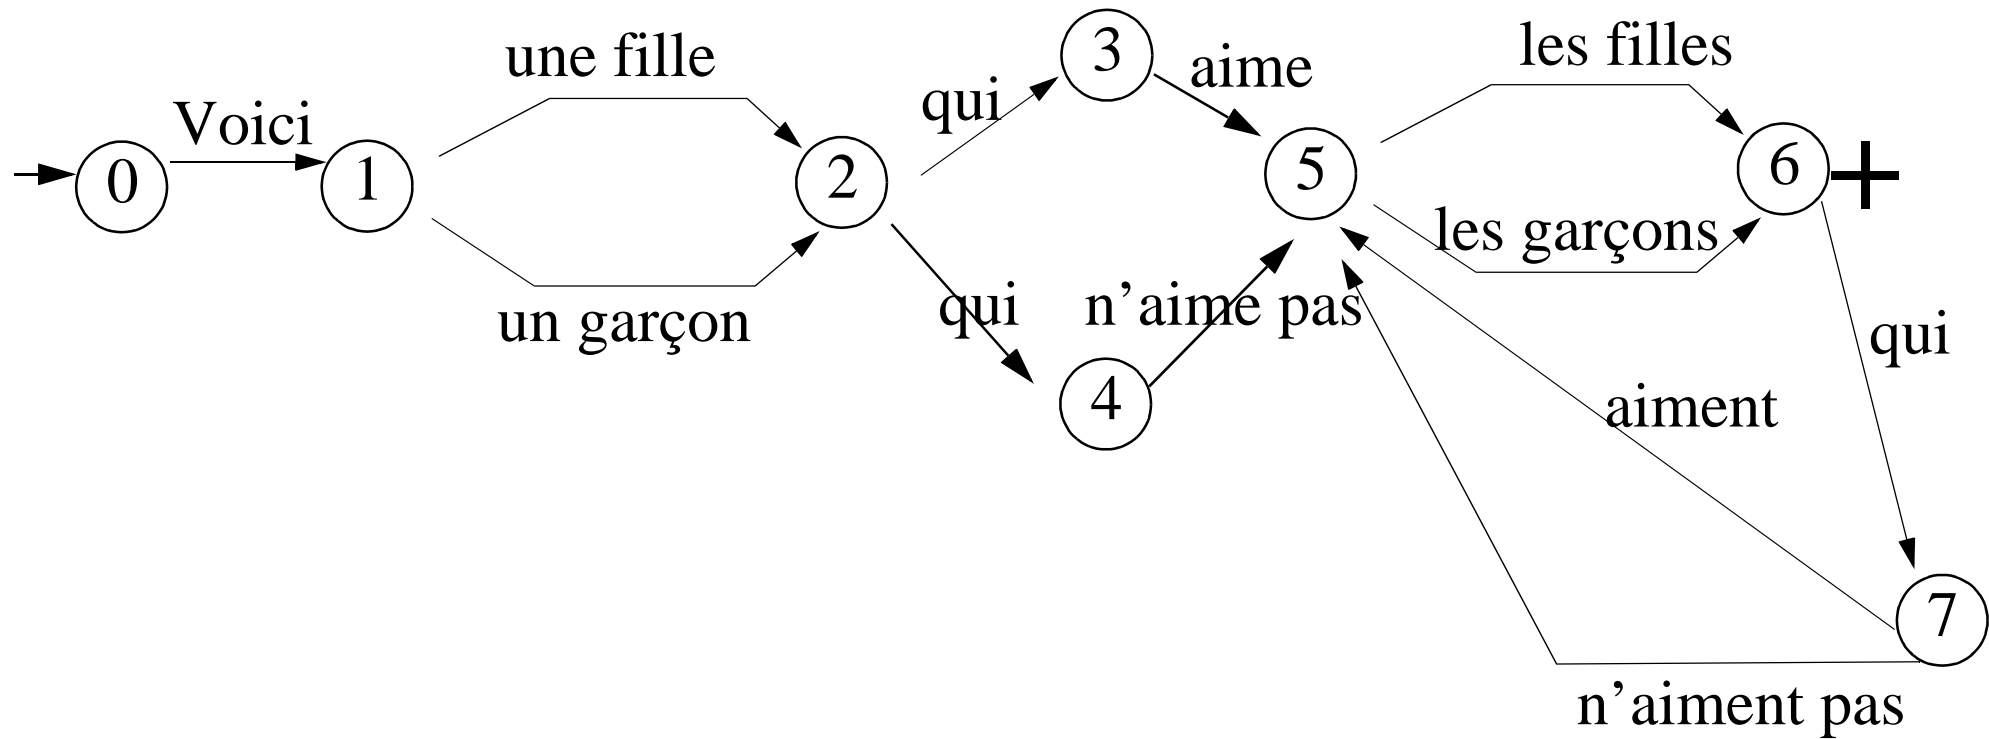 une fille
3
les filles
Voici
qui
aime
0
1
2
5
6
+
un garçon
qui
n'aime pas
les garçons
qui
4
aiment
7
n'aiment pas